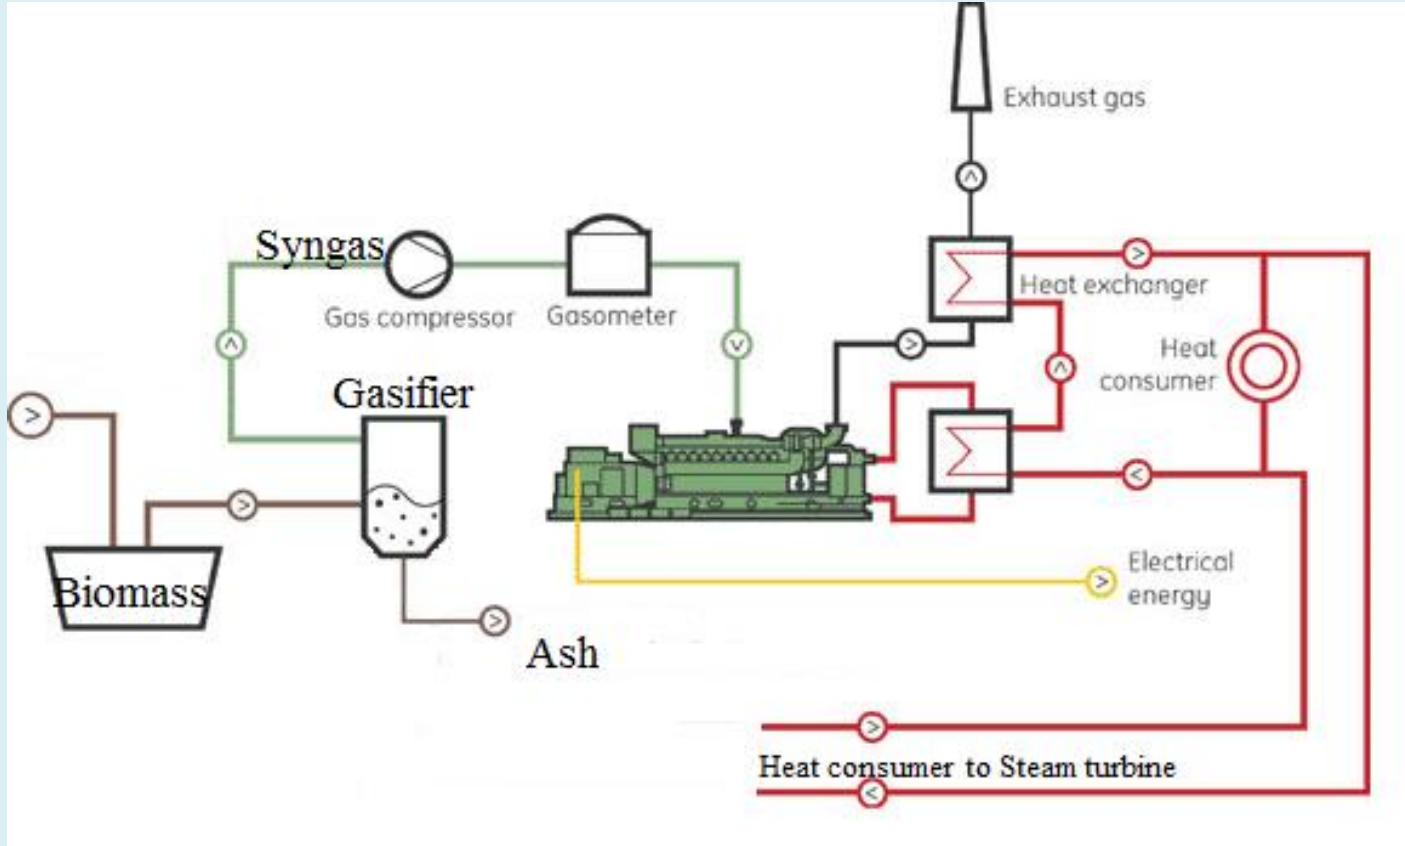 Exhaust gas
Syngas
Gas compressor
Gasometer
Heat exchanger
Heat
consumer
Gasifier
Biomass
Electrical
energy
Ash
Heat consumer to Steam turbine